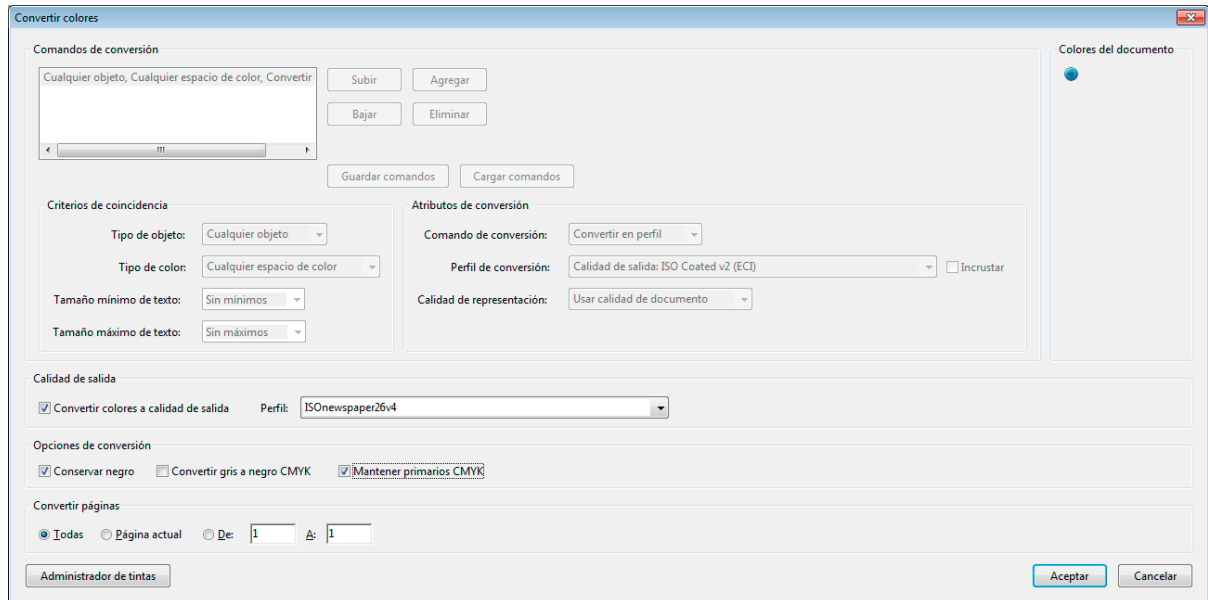 Convertir colores
Comandos de conversión
Colores del documento
Cualquier objeto, Cualquier espacio de color, Convertir
Subir
Agregar
Bajar
Eliminar
Guardar comandos
Cargar comandos
Criterios de coincidencia
Atributos de conversión
Tipo de objeto: Cualquier objeto
Comando de conversión: Convertir en perfil
Tipo de color: Cualquier espacio de color
Perfil de conversión: Calidad de salida: ISO Coated v2 (ECI)
Incrustar
Tamaño mínimo de texto: Sin mínimos
Calidad de representación: Usar calidad de documento
Tamaño máximo de texto: Sin máximos
Calidad de salida
Convertir colores a calidad de salida Perfil: ISOnewspaper26v4
Opciones de conversión
Conservar negro Convertir gris a negro CMYK Mantener primarios CMYK
Convertir páginas
Todas Página actual De: 1 A: 1
Administrador de tintas
Aceptar
Cancelar